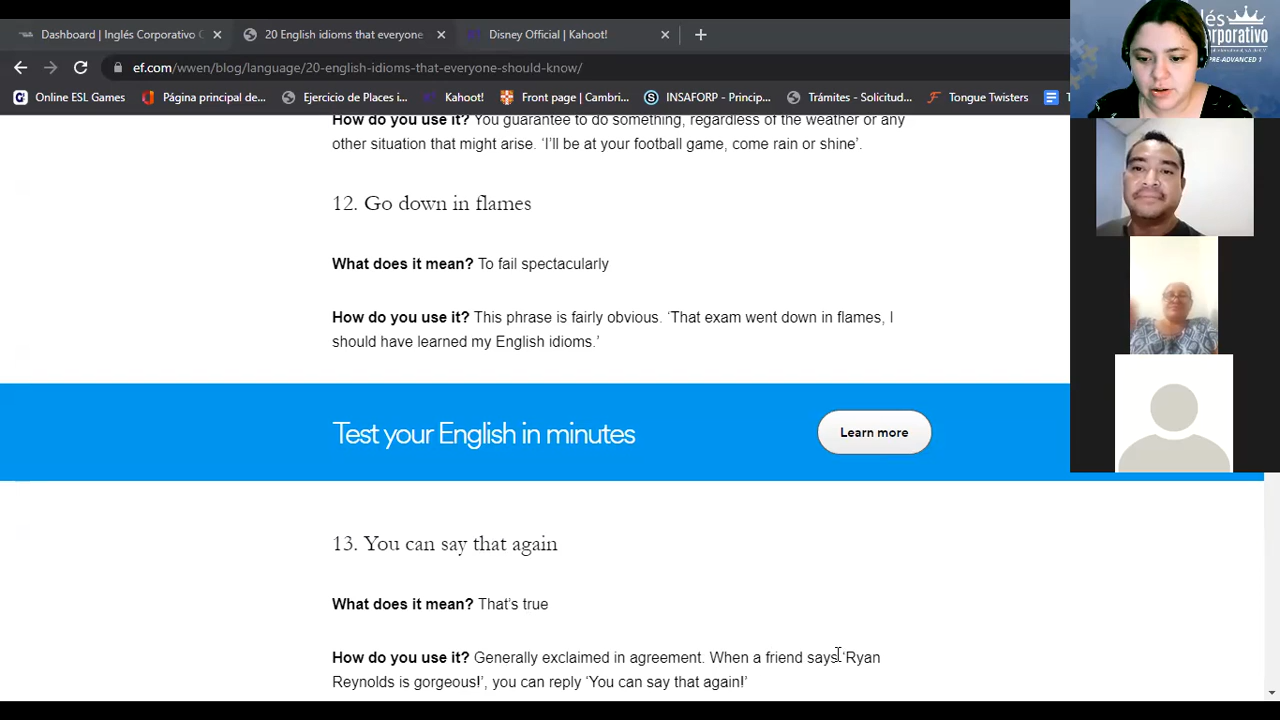 Dashboard | Inglés Corporativo
20 English idioms that everyone
Disney Official | Kahoot!
ef.com/wwen/blog/language/20-english-idioms-that-everyone-should-know/
Online ESL Games
Página principal de...
Ejercicio de Places i...
Kahoot!
Front page | Cambri...
INSAFORP - Princip...
Trámites - Solicitud...
Tongue Twisters
How do you use it? You guarantee to do something, regardless of the weather or any
other situation that might arise. ‘I’ll be at your football game, come rain or shine’.
12. Go down in flames
What does it mean? To fail spectacularly
How do you use it? This phrase is fairly obvious. ‘That exam went down in flames, I
should have learned my English idioms.’
Test your English in minutes
Learn more
13. You can say that again
What does it mean? That’s true
How do you use it? Generally exclaimed in agreement. When a friend says ‘Ryan
Reynolds is gorgeous!’, you can reply ‘You can say that again!’
PRE-ADVANCED 1